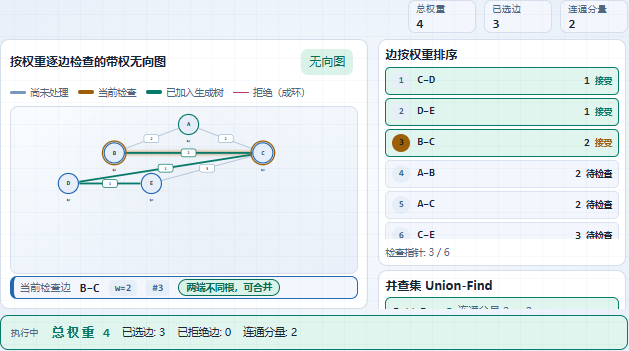 总权重
4
已选边
3
连通分量
2
按权重逐边检查的带权无向图
无向图
尚未处理 当前检查 已加入生成树 拒绝（成环）
A
2 2
B 2 C
1 3
D 1 E
当前检查边 B-C w=2 #3 两端不同根，可合并
边按权重排序
1 C-D 1 接受
2 D-E 1 接受
3 B-C 2 接受
4 A-B 2 待检查
5 A-C 2 待检查
6 C-E 3 待检查
检查指针: 3 / 6
并查集 Union-Find
执行中 总权重 4 已选边: 3 已拒绝边: 0 连通分量: 2